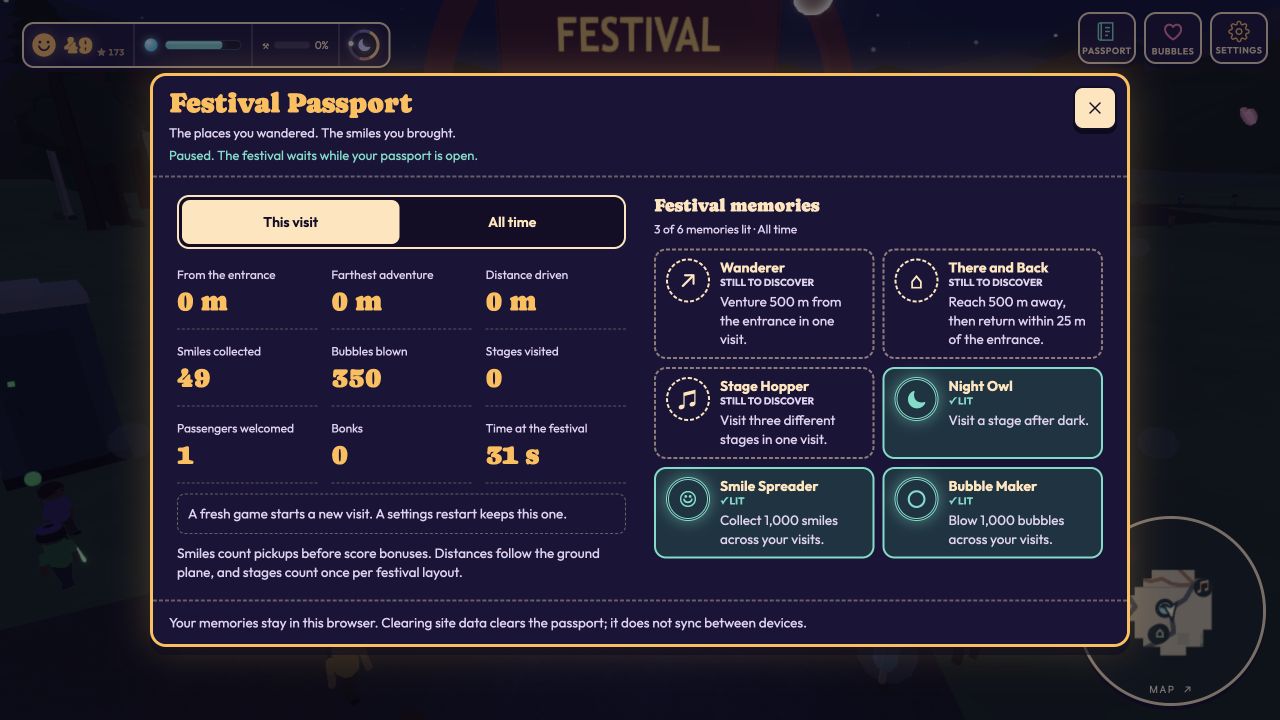 FESTIVAL
49 ★ 173
0%
PASSPORT
BUBBLES
SETTINGS
Festival Passport
The places you wandered. The smiles you brought.
Paused. The festival waits while your passport is open.
This visit
All time
From the entrance
0 m
Farthest adventure
0 m
Distance driven
0 m
Smiles collected
49
Bubbles blown
350
Stages visited
0
Passengers welcomed
1
Bonks
0
Time at the festival
31 s
A fresh game starts a new visit. A settings restart keeps this one.
Smiles count pickups before score bonuses. Distances follow the ground
plane, and stages count once per festival layout.
Festival memories
3 of 6 memories lit · All time
Wanderer
STILL TO DISCOVER
Venture 500 m from
the entrance in one
visit.
There and Back
STILL TO DISCOVER
Reach 500 m away,
then return within 25 m
of the entrance.
Stage Hopper
STILL TO DISCOVER
Visit three different
stages in one visit.
Night Owl
✓LIT
Visit a stage after dark.
Smile Spreader
✓LIT
Collect 1,000 smiles
across your visits.
Bubble Maker
✓LIT
Blow 1,000 bubbles
across your visits.
Your memories stay in this browser. Clearing site data clears the passport; it does not sync between devices.
MAP ↗